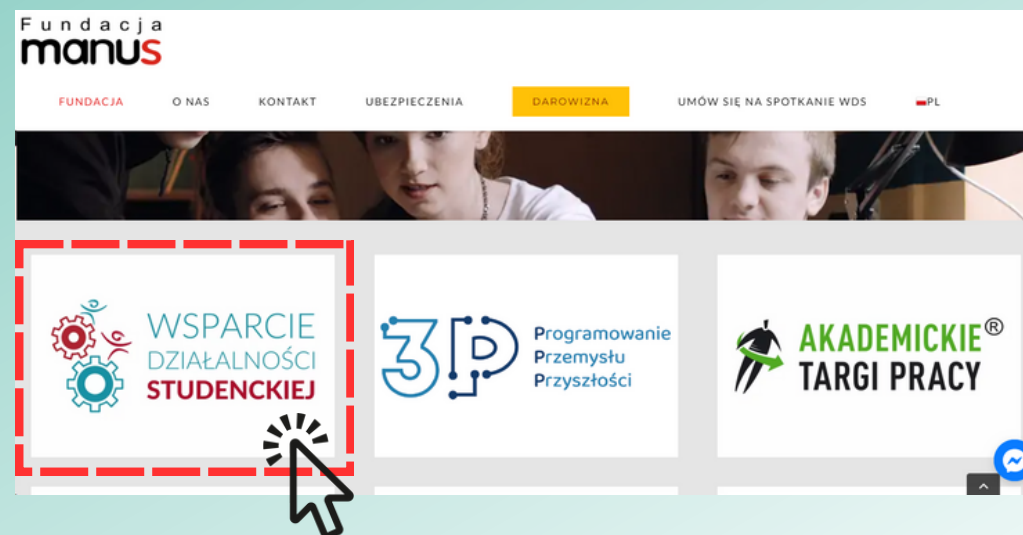 Fundacja
manus
FUNDACJA O NAS KONTAKT UBEZPIECZENIA DAROWIZNA UMÓW SIĘ NA SPOTKANIE WDS PL
WSPARCIE
DZIAŁALNOŚCI
STUDENCKIEJ
3P
Programowanie
Przemysłu
Przyszłości
AKADEMICKIE®
TARGI PRACY